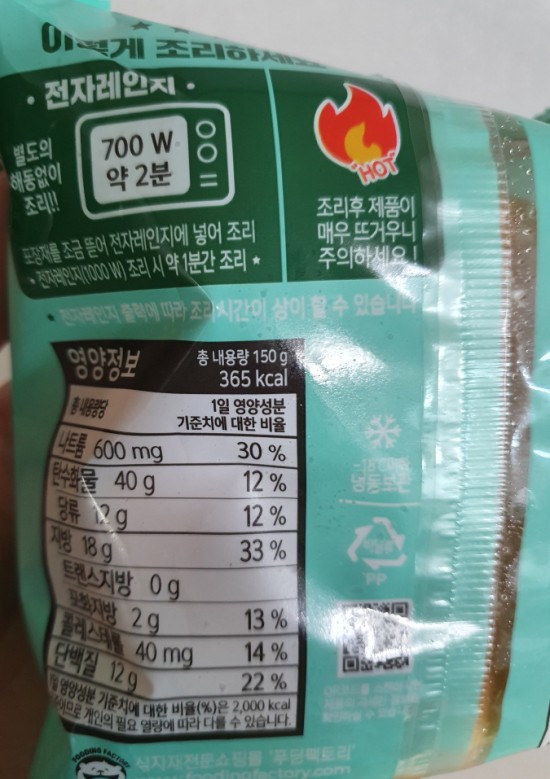 이렇게 조리하세요
• 전자레인지 •
별도의
해동없이
조리!!
700 W
약 2분
포장재를 조금 뜯어 전자레인지에 넣어 조리
* 전자레인지(1000 W) 조리 시 약 1분간 조리 *
HOT
조리후 제품이
매우 뜨거우니
주의하세요!
* 전자레인지 출력에 따라 조리시간이 상이 할 수 있습니다
영양정보
총 내용량 150 g
365 kcal
총 내용량당
1일 영양성분
기준치에 대한 비율
나트륨 600 mg 30 %
탄수화물 40 g 12 %
당류 12 g 12 %
지방 18 g 33 %
트랜스지방 0 g
포화지방 2 g 13 %
콜레스테롤 40 mg 14 %
단백질 12 g 22 %
1일 영양성분 기준치에 대한 비율(%)은 2,000 kcal
기준이므로 개인의 필요 열량에 따라 다를 수 있습니다.
냉동보관
PP
FOODING FACTORY
식자재전문쇼핑몰 '푸딩팩토리'
www.foodingfactory.com